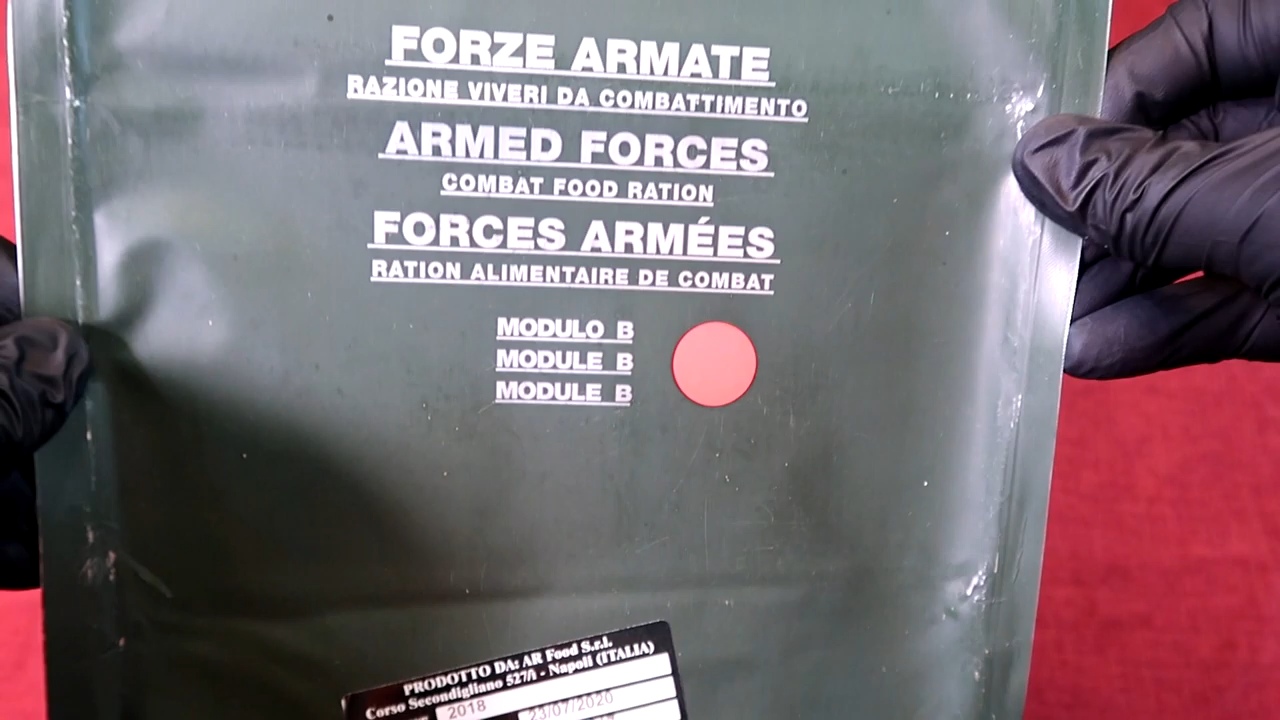 FORZE ARMATE
RAZIONE VIVERI DA COMBATTIMENTO
ARMED FORCES
COMBAT FOOD RATION
FORCES ARMÉES
RATION ALIMENTAIRE DE COMBAT
MODULO B
MODULE B
MODULE B
PRODOTTO DA: AR Food S.r.l.
Corso Secondigliano 527/i - Napoli (ITALIA)
2018 23/07/2020